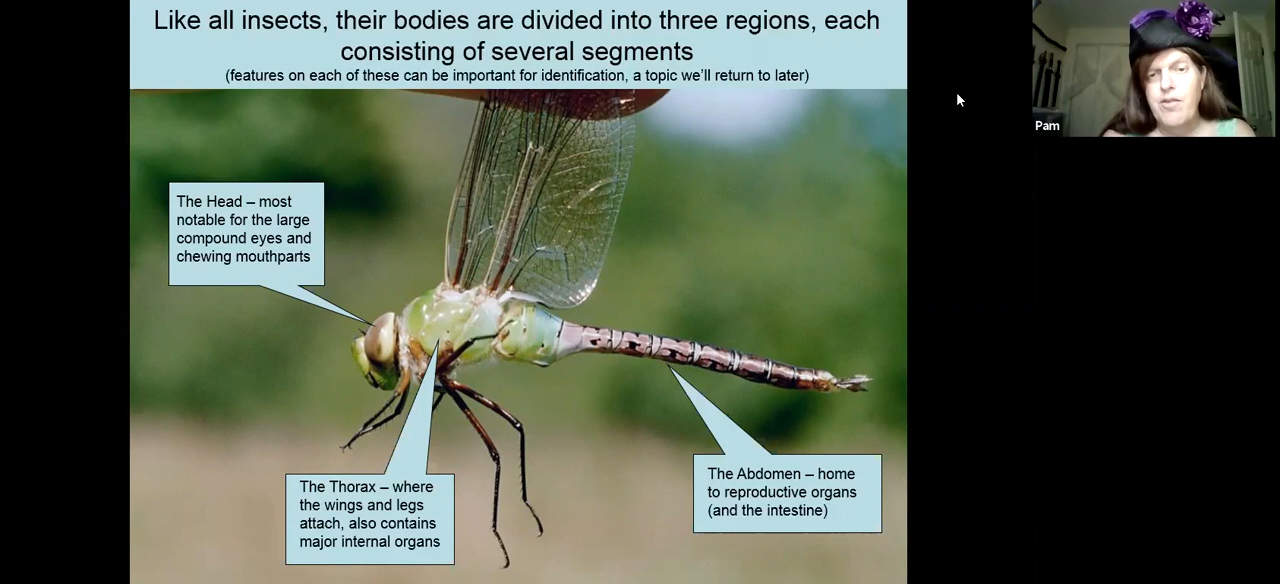 Like all insects, their bodies are divided into three regions, each
consisting of several segments
(features on each of these can be important for identification, a topic we’ll return to later)
The Head – most
notable for the large
compound eyes and
chewing mouthparts
The Thorax – where
the wings and legs
attach, also contains
major internal organs
The Abdomen – home
to reproductive organs
(and the intestine)
Pam